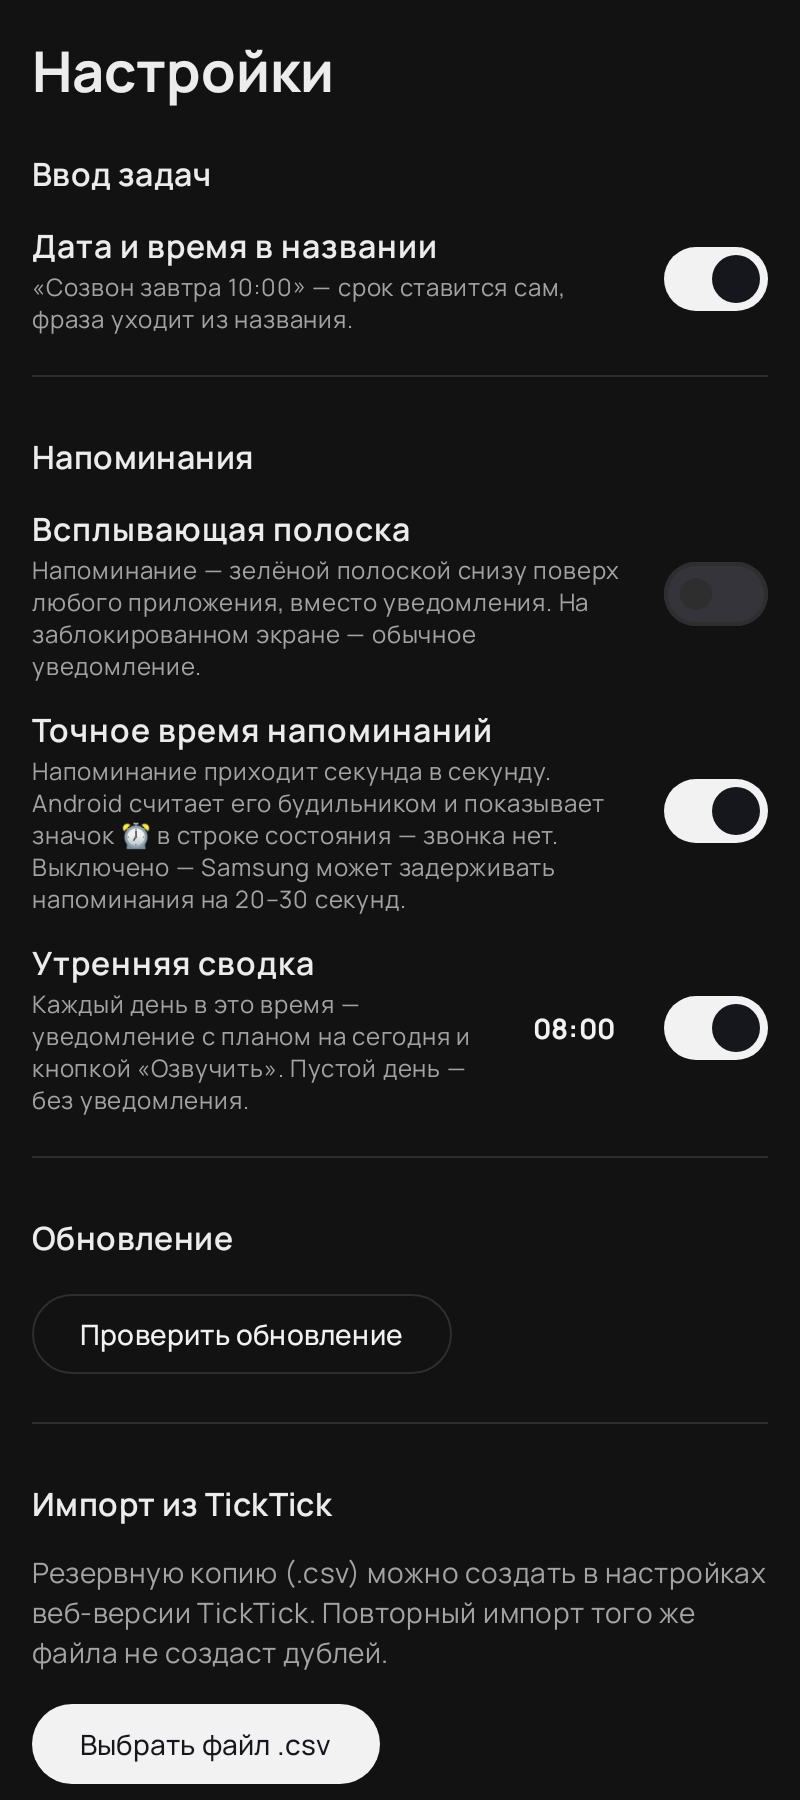 Настройки
Ввод задач
Дата и время в названии
«Созвон завтра 10:00» — срок ставится сам,
фраза уходит из названия.
Напоминания
Всплывающая полоска
Напоминание — зелёной полоской снизу поверх
любого приложения, вместо уведомления. На
заблокированном экране — обычное
уведомление.
Точное время напоминаний
Напоминание приходит секунда в секунду.
Android считает его будильником и показывает
значок ⏰ в строке состояния — звонка нет.
Выключено — Samsung может задерживать
напоминания на 20–30 секунд.
Утренняя сводка
Каждый день в это время —
уведомление с планом на сегодня и
кнопкой «Озвучить». Пустой день —
без уведомления.
08:00
Обновление
Проверить обновление
Импорт из TickTick
Резервную копию (.csv) можно создать в настройках
веб-версии TickTick. Повторный импорт того же
файла не создаст дублей.
Выбрать файл .csv